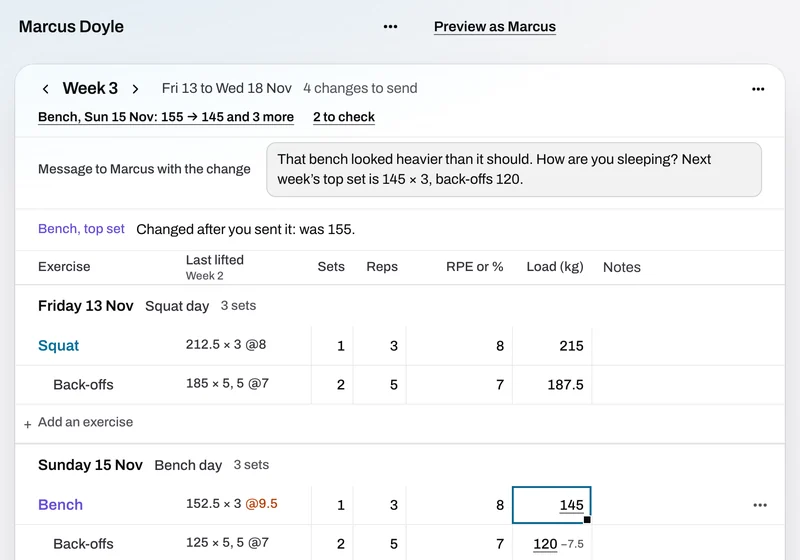 Marcus Doyle ••• Preview as Marcus
Week 3 Fri 13 to Wed 18 Nov 4 changes to send •••
Bench, Sun 15 Nov: 155 → 145 and 3 more 2 to check
Message to Marcus with the change
That bench looked heavier than it should. How are you sleeping? Next
week’s top set is 145 × 3, back-offs 120.
Bench, top set Changed after you sent it: was 155.
Exercise Last lifted Sets Reps RPE or % Load (kg) Notes
Week 2
Friday 13 Nov Squat day 3 sets
Squat 212.5 × 3 @8 1 3 8 215
Back-offs 185 × 5, 5 @7 2 5 7 187.5
+ Add an exercise
Sunday 15 Nov Bench day 3 sets
Bench 152.5 × 3 @9.5 1 3 8 145 •••
Back-offs 125 × 5, 5 @7 2 5 7 120 −7.5